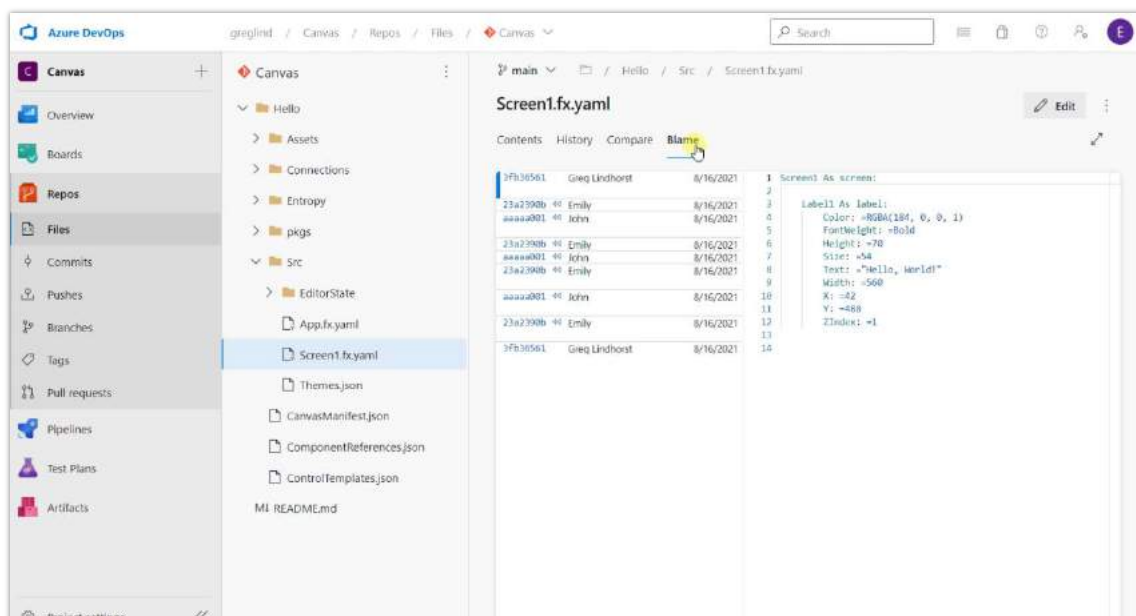 Azure DevOps
greglind / Canvas / Repos / Files / Canvas
Search
E
C Canvas
Overview
Boards
Repos
Files
Commits
Pushes
Branches
Tags
Pull requests
Pipelines
Test Plans
Artifacts
Project settings
Canvas
Hello
Assets
Connections
Entropy
pkgs
Src
EditorState
App.fx.yaml
Screen1.fx.yaml
Themes.json
CanvasManifest.json
ComponentReferences.json
ControlTemplates.json
M↓ README.md
main / Hello / Src / Screen1.fx.yaml
Screen1.fx.yaml
Edit
Contents History Compare Blame
3fb36561 Greg Lindhorst 8/16/2021
23a2390b Emily 8/16/2021
aaaaa001 John 8/16/2021
23a2390b Emily 8/16/2021
aaaaa001 John 8/16/2021
23a2390b Emily 8/16/2021
aaaaa001 John 8/16/2021
23a2390b Emily 8/16/2021
3fb36561 Greg Lindhorst 8/16/2021
1 Screen1 As screen:
2
3 Label1 As label:
4 Color: =RGBA(184, 0, 0, 1)
5 FontWeight: =Bold
6 Height: =70
7 Size: =54
8 Text: ="Hello, World!"
9 Width: =560
10 X: =42
11 Y: =468
12 ZIndex: =1
13
14